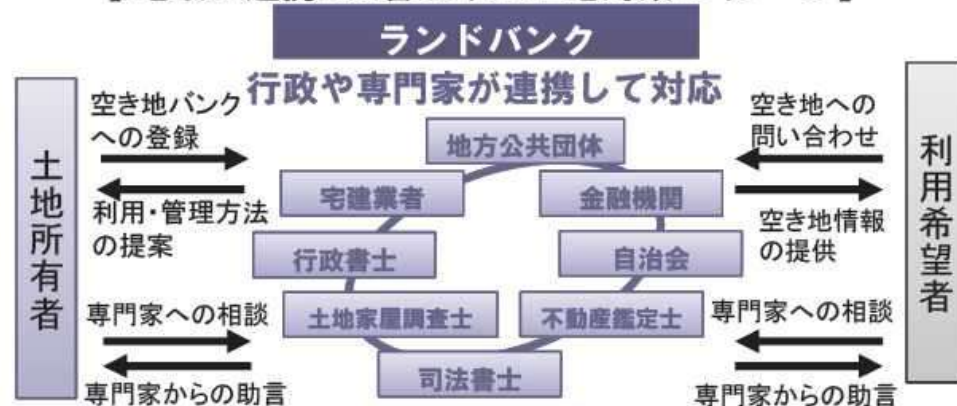 ランドバンク
行政や専門家が連携して対応
土地所有者
空き地バンク
への登録
利用・管理方法
の提案
専門家への相談
専門家からの助言
地方公共団体
宅建業者
金融機関
行政書士
自治会
土地家屋調査士
不動産鑑定士
司法書士
空き地への
問い合わせ
空き地情報
の提供
専門家への相談
専門家からの助言
利用希望者